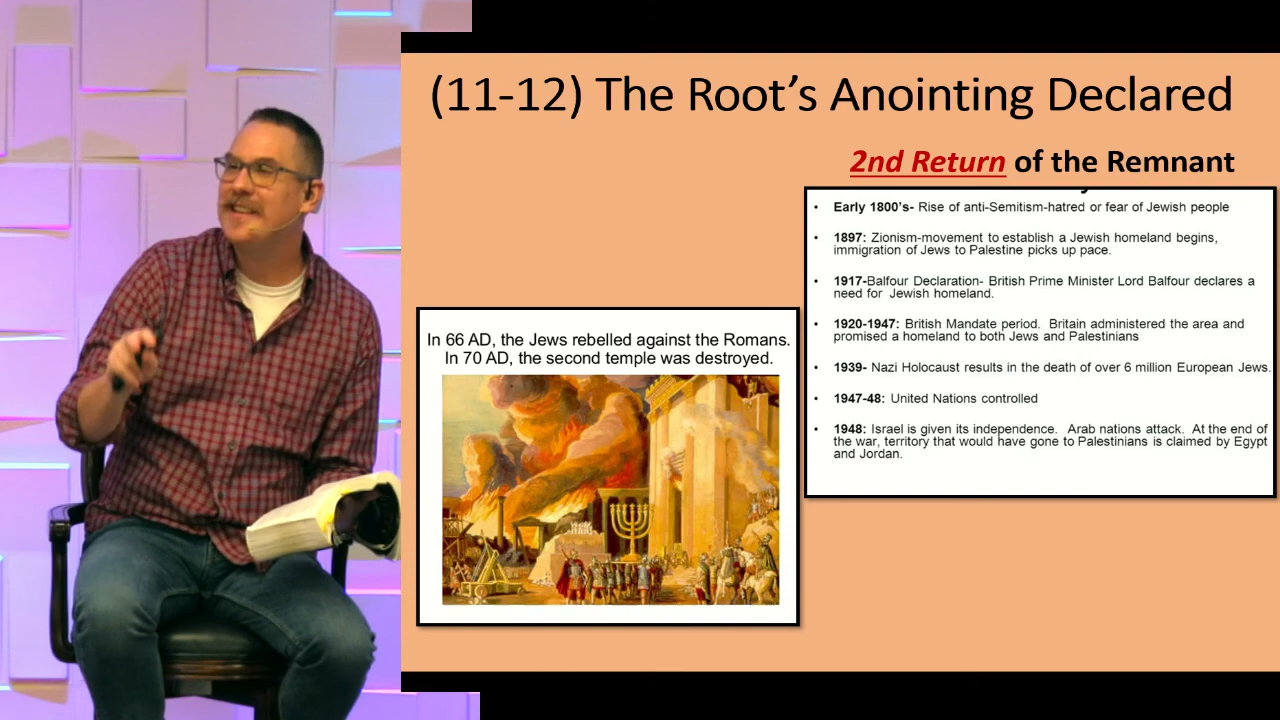 (11-12) The Root's Anointing Declared
2nd Return of the Remnant
In 66 AD, the Jews rebelled against the Romans.
In 70 AD, the second temple was destroyed.
• Early 1800's- Rise of anti-Semitism-hatred or fear of Jewish people
• 1897: Zionism-movement to establish a Jewish homeland begins,
immigration of Jews to Palestine picks up pace.
• 1917-Balfour Declaration- British Prime Minister Lord Balfour declares a
need for Jewish homeland.
• 1920-1947: British Mandate period. Britain administered the area and
promised a homeland to both Jews and Palestinians
• 1939- Nazi Holocaust results in the death of over 6 million European Jews.
• 1947-48: United Nations controlled
• 1948: Israel is given its independence. Arab nations attack. At the end of
the war, territory that would have gone to Palestinians is claimed by Egypt
and Jordan.